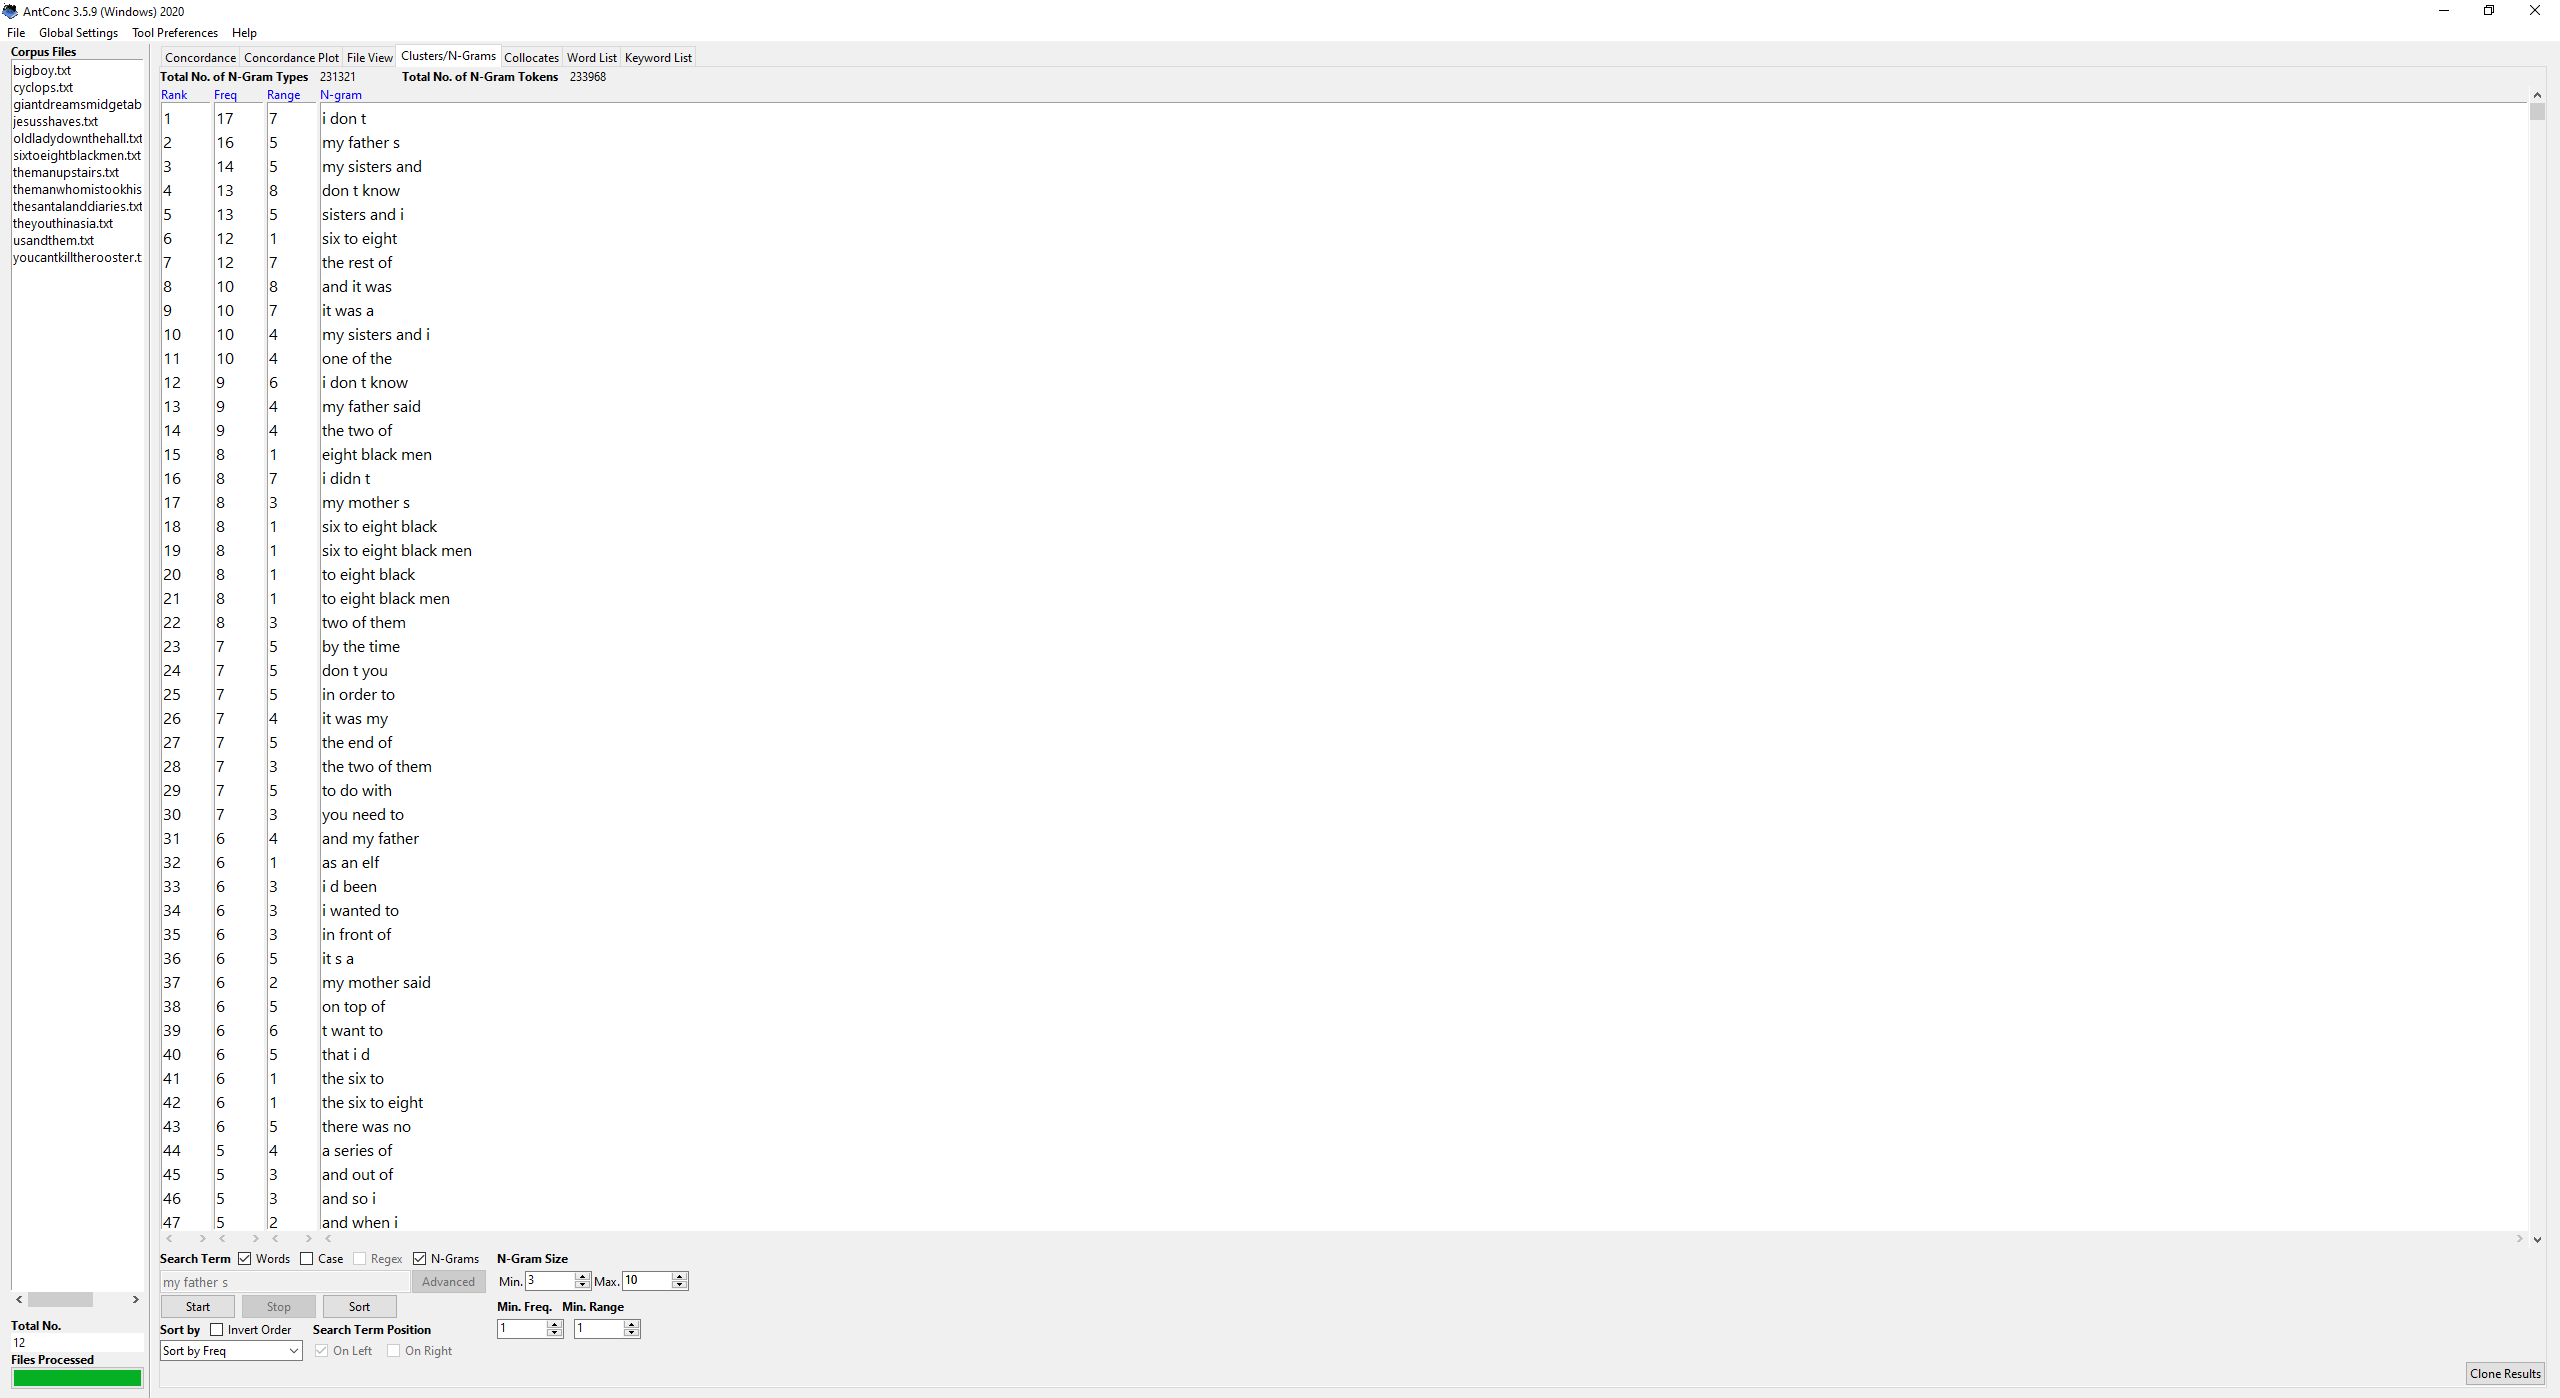 AntConc 3.5.9 (Windows) 2020
File Global Settings Tool Preferences Help
Corpus Files
bigboy.txt
cyclops.txt
giantdreamsmidgetab
jesusshaves.txt
oldladydownthehall.txt
sixtoeightblackmen.txt
themanupstairs.txt
themanwhomistookhis
thesantalanddiaries.txt
theyouthinasia.txt
usandthem.txt
youcantkilltherooster.t
Total No.
12
Files Processed
Concordance Concordance Plot File View Clusters/N-Grams Collocates Word List Keyword List
Total No. of N-Gram Types 231321 Total No. of N-Gram Tokens 233968
Rank Freq Range N-gram
1 17 7 i don t
2 16 5 my father s
3 14 5 my sisters and
4 13 8 don t know
5 13 5 sisters and i
6 12 1 six to eight
7 12 7 the rest of
8 10 8 and it was
9 10 7 it was a
10 10 4 my sisters and i
11 10 4 one of the
12 9 6 i don t know
13 9 4 my father said
14 9 4 the two of
15 8 1 eight black men
16 8 7 i didn t
17 8 3 my mother s
18 8 1 six to eight black
19 8 1 six to eight black men
20 8 1 to eight black
21 8 1 to eight black men
22 8 3 two of them
23 7 5 by the time
24 7 5 don t you
25 7 5 in order to
26 7 4 it was my
27 7 5 the end of
28 7 3 the two of them
29 7 5 to do with
30 7 3 you need to
31 6 4 and my father
32 6 1 as an elf
33 6 3 i d been
34 6 3 i wanted to
35 6 3 in front of
36 6 5 it s a
37 6 2 my mother said
38 6 5 on top of
39 6 6 t want to
40 6 5 that i d
41 6 1 the six to
42 6 1 the six to eight
43 6 5 there was no
44 5 4 a series of
45 5 3 and out of
46 5 3 and so i
47 5 2 and when i
Search Term Words Case Regex N-Grams N-Gram Size
my father s Advanced Min. 3 Max. 10
Start Stop Sort Min. Freq. Min. Range
Sort by Invert Order Search Term Position 1 1
Sort by Freq On Left On Right
Clone Results